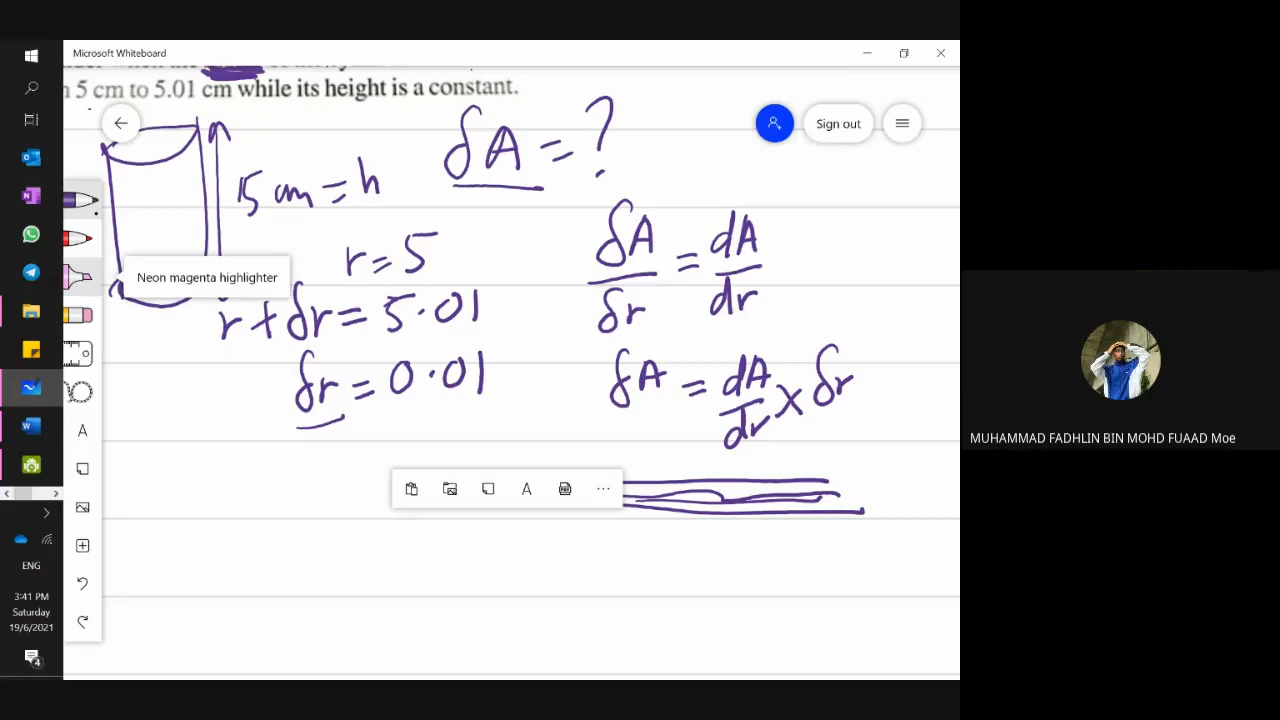 Microsoft Whiteboard
5 cm to 5.01 cm while its height is a constant.
Sign out
δA = ?
15 cm = h
r = 5
δA/δr = dA/dr
Neon magenta highlighter
r + δr = 5.01
δr = 0.01
δA = dA/dr × δr
MUHAMMAD FADHLIN BIN MOHD FUAAD Moe
ENG
3:41 PM
Saturday
19/6/2021
4